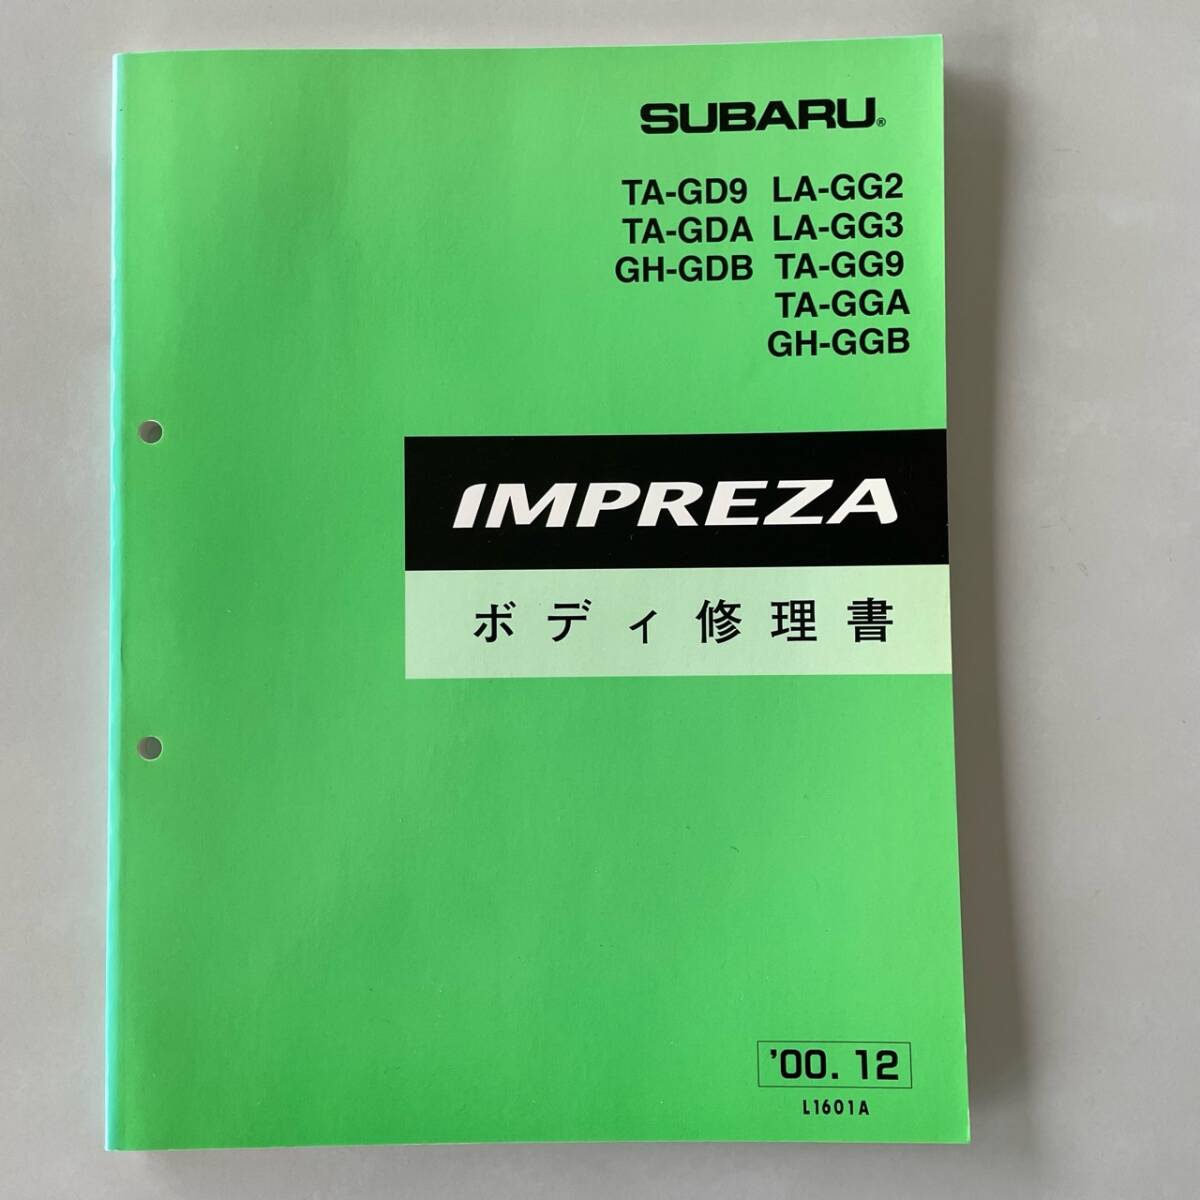 SUBARU®
TA-GD9 LA-GG2
TA-GDA LA-GG3
GH-GDB TA-GG9
TA-GGA
GH-GGB
IMPREZA
ボディ修理書
'00. 12
L1601A